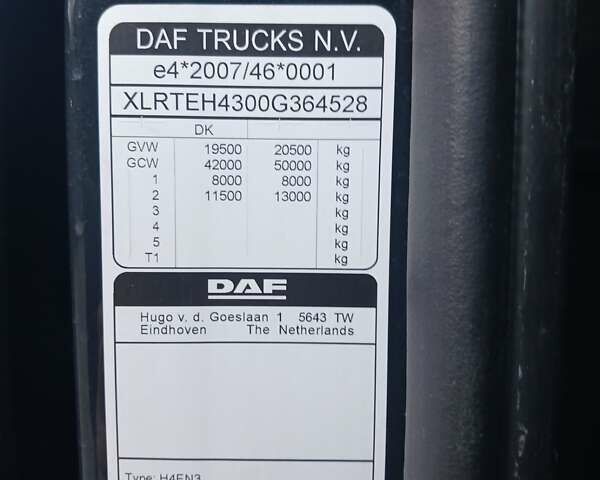 DAF TRUCKS N.V.
e4*2007/46*0001
XLRTEH4300G364528
DK
GVW 19500 20500 kg
GCW 42000 50000 kg
1 8000 8000 kg
2 11500 13000 kg
3 kg
4 kg
5 kg
T1 kg
DAF
Hugo v. d. Goeslaan 1 5643 TW
Eindhoven The Netherlands
Type: H4EN3